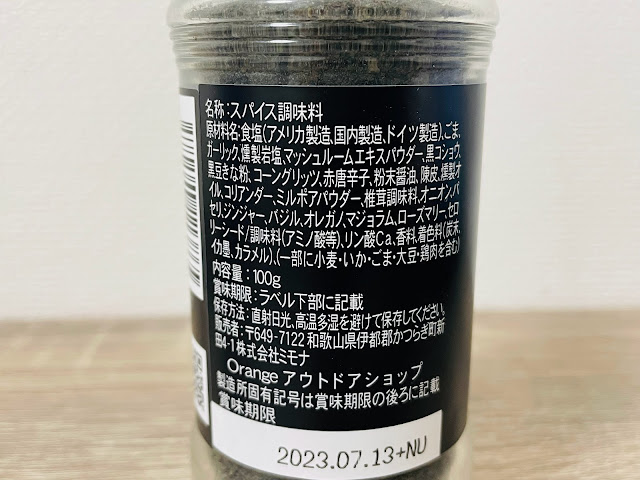 名称:スパイス調味料
原材料名:食塩(アメリカ製造、国内製造、ドイツ製造)、ごま、
ガーリック、燻製岩塩、マッシュルームエキスパウダー、黒コショウ、
黒豆きな粉、コーングリッツ、赤唐辛子、粉末醤油、陳皮、燻製オ
イル、コリアンダー、ミルポアパウダー、椎茸調味料、オニオン、パ
セリ、ジンジャー、バジル、オレガノ、マジョラム、ローズマリー、セロ
リーシード/調味料(アミノ酸等)、リン酸Ca、香料、着色料(炭末、
イカ墨、カラメル)、(一部に小麦・いか・ごま・大豆・鶏肉を含む)
内容量:100g
賞味期限:ラベル下部に記載
保存方法:直射日光、高温多湿を避けて保存してください。
販売者:〒649-7122 和歌山県伊都郡かつらぎ町新
田4-1 株式会社ミモナ
Orange アウトドアショップ
製造所固有記号は賞味期限の後ろに記載
賞味期限
2023.07.13+NU